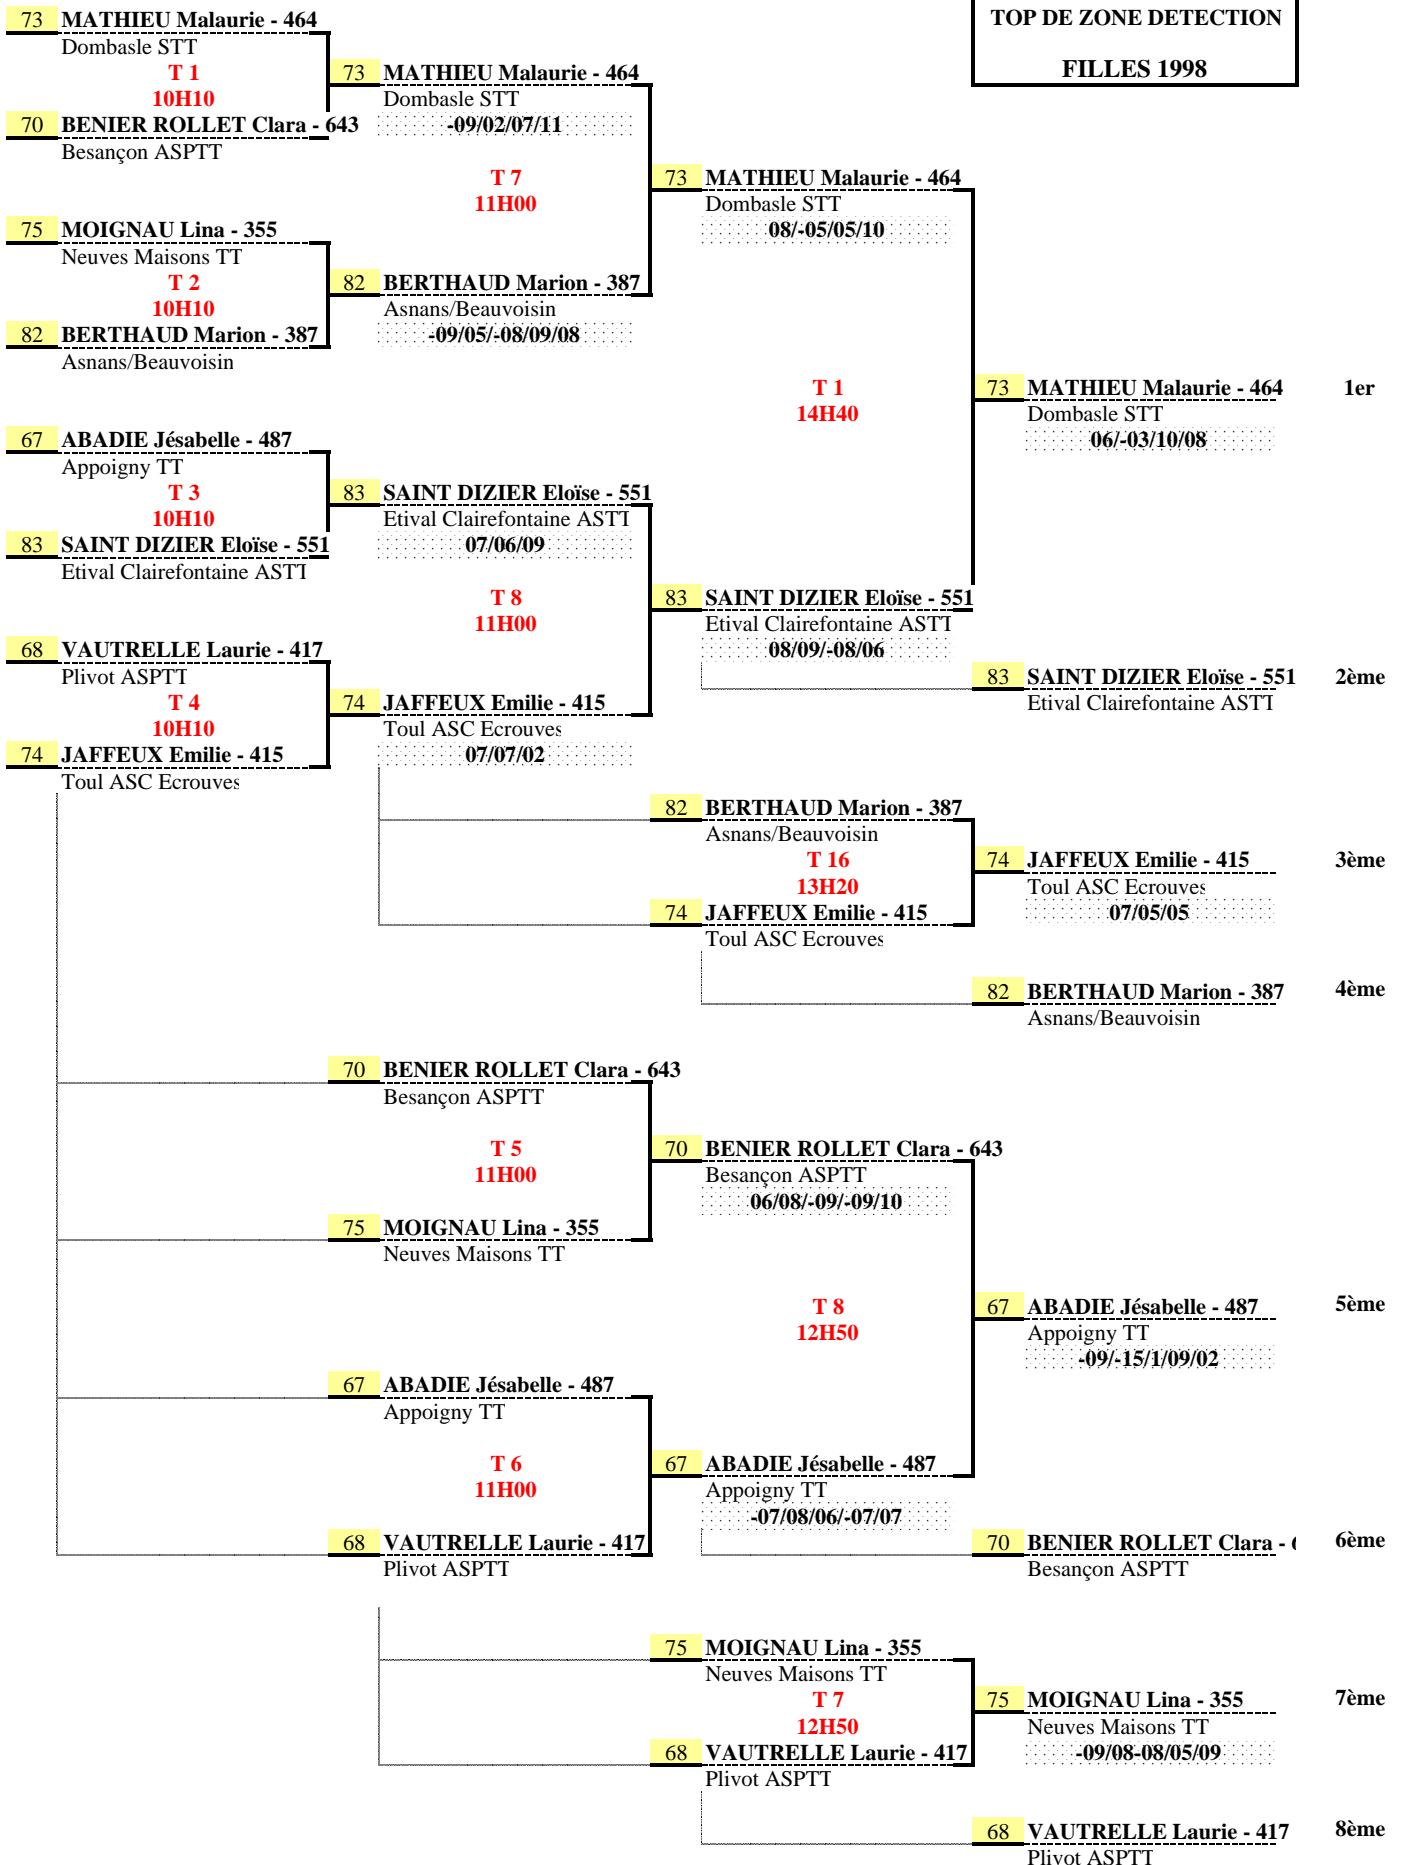 TOP DE ZONE DETECTION
FILLES 1998
73 MATHIEU Malaurie - 464
Dombasle STT
T 1
10H10
70 BENIER ROLLET Clara - 643
Besançon ASPTT
75 MOIGNAU Lina - 355
Neuves Maisons TT
T 2
10H10
82 BERTHAUD Marion - 387
Asnans/Beauvoisin
67 ABADIE Jésabelle - 487
Appoigny TT
T 3
10H10
83 SAINT DIZIER Eloïse - 551
Etival Clairefontaine ASTT
68 VAUTRELLE Laurie - 417
Plivot ASPTT
T 4
10H10
74 JAFFEUX Emilie - 415
Toul ASC Ecrouves
73 MATHIEU Malaurie - 464
Dombasle STT
-09/02/07/11
T 7
11H00
82 BERTHAUD Marion - 387
Asnans/Beauvoisin
-09/05/-08/09/08
83 SAINT DIZIER Eloïse - 551
Etival Clairefontaine ASTT
07/06/09
T 8
11H00
74 JAFFEUX Emilie - 415
Toul ASC Ecrouves
07/07/02
73 MATHIEU Malaurie - 464
Dombasle STT
08/-05/05/10
T 1
14H40
83 SAINT DIZIER Eloïse - 551
Etival Clairefontaine ASTT
08/09/-08/06
73 MATHIEU Malaurie - 464 1er
Dombasle STT
06/-03/10/08
83 SAINT DIZIER Eloïse - 551 2ème
Etival Clairefontaine ASTT
82 BERTHAUD Marion - 387
Asnans/Beauvoisin
T 16
13H20
74 JAFFEUX Emilie - 415
Toul ASC Ecrouves
74 JAFFEUX Emilie - 415 3ème
Toul ASC Ecrouves
07/05/05
82 BERTHAUD Marion - 387 4ème
Asnans/Beauvoisin
70 BENIER ROLLET Clara - 643
Besançon ASPTT
T 5
11H00
75 MOIGNAU Lina - 355
Neuves Maisons TT
67 ABADIE Jésabelle - 487
Appoigny TT
T 6
11H00
68 VAUTRELLE Laurie - 417
Plivot ASPTT
70 BENIER ROLLET Clara - 643
Besançon ASPTT
06/08/-09/-09/10
T 8
12H50
67 ABADIE Jésabelle - 487
Appoigny TT
-07/08/06/-07/07
67 ABADIE Jésabelle - 487 5ème
Appoigny TT
-09/-15/1/09/02
70 BENIER ROLLET Clara - 6ème
Besançon ASPTT
75 MOIGNAU Lina - 355
Neuves Maisons TT
T 7
12H50
68 VAUTRELLE Laurie - 417
Plivot ASPTT
75 MOIGNAU Lina - 355 7ème
Neuves Maisons TT
-09/08-08/05/09
68 VAUTRELLE Laurie - 417 8ème
Plivot ASPTT